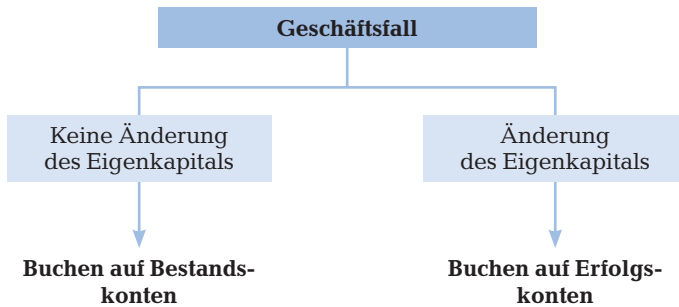 Geschäftsfall
Keine Änderung
des Eigenkapitals
Änderung
des Eigenkapitals
Buchen auf Bestands-
konten
Buchen auf Erfolgs-
konten